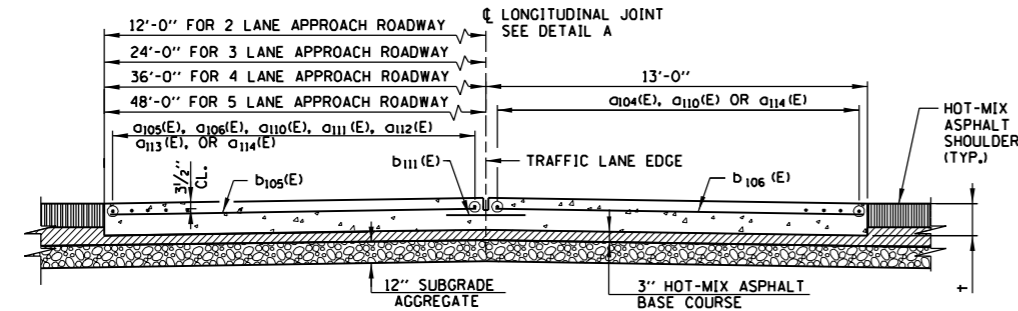 12'-0" FOR 2 LANE APPROACH ROADWAY
24'-0" FOR 3 LANE APPROACH ROADWAY
36'-0" FOR 4 LANE APPROACH ROADWAY
48'-0" FOR 5 LANE APPROACH ROADWAY
℄ LONGITUDINAL JOINT
SEE DETAIL A
13'-0"
a105(E), a106(E), a110(E), a111(E), a112(E)
a113(E), OR a114(E)
a104(E), a110(E) OR a114(E)
HOT-MIX
ASPHALT
SHOULDER
(TYP.)
3½"
CL.
b105(E)
b111(E)
TRAFFIC LANE EDGE
b106 (E)
12" SUBGRADE
AGGREGATE
3" HOT-MIX ASPHALT
BASE COURSE
t